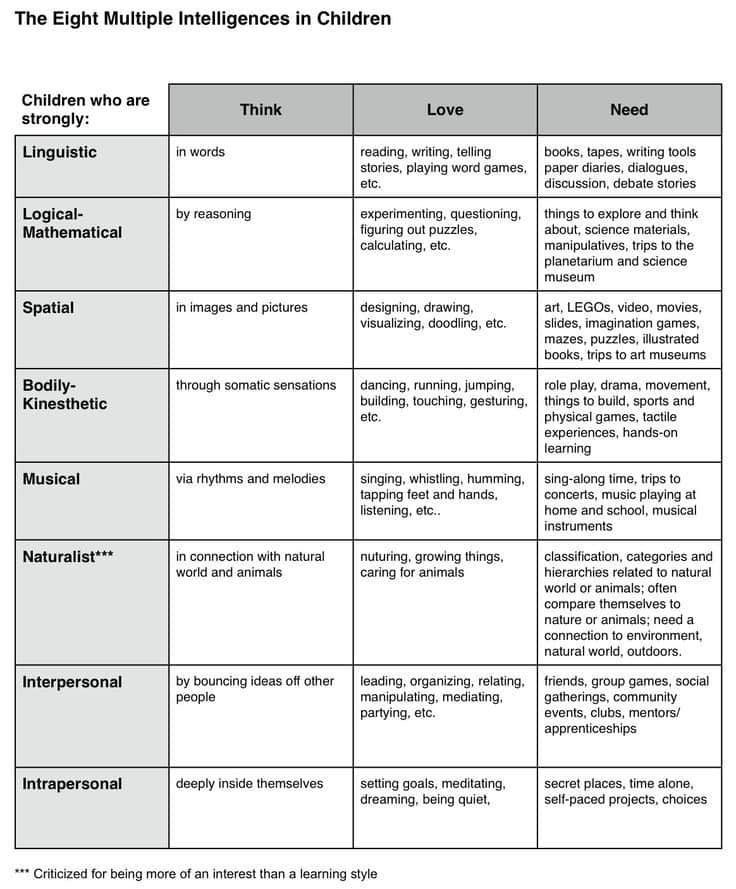 The Eight Multiple Intelligences in Children
Children who are
strongly:
Think
Love
Need
Linguistic
in words
reading, writing, telling
stories, playing word games,
etc.
books, tapes, writing tools
paper diaries, dialogues,
discussion, debate stories
Logical-
Mathematical
by reasoning
experimenting, questioning,
figuring out puzzles,
calculating, etc.
things to explore and think
about, science materials,
manipulatives, trips to the
planetarium and science
museum
Spatial
in images and pictures
designing, drawing,
visualizing, doodling, etc.
art, LEGOs, video, movies,
slides, imagination games,
mazes, puzzles, illustrated
books, trips to art museums
Bodily-
Kinesthetic
through somatic sensations
dancing, running, jumping,
building, touching, gesturing,
etc.
role play, drama, movement,
things to build, sports and
physical games, tactile
experiences, hands-on
learning
Musical
via rhythms and melodies
singing, whistling, humming,
tapping feet and hands,
listening, etc..
sing-along time, trips to
concerts, music playing at
home and school, musical
instruments
Naturalist***
in connection with natural
world and animals
nuturing, growing things,
caring for animals
classification, categories and
hierarchies related to natural
world or animals; often
compare themselves to
nature or animals; need a
connection to environment,
natural world, outdoors.
Interpersonal
by bouncing ideas off other
people
leading, organizing, relating,
manipulating, mediating,
partying, etc.
friends, group games, social
gatherings, community
events, clubs, mentors/
apprenticeships
Intrapersonal
deeply inside themselves
setting goals, meditating,
dreaming, being quiet,
secret places, time alone,
self-paced projects, choices
*** Criticized for being more of an interest than a learning style